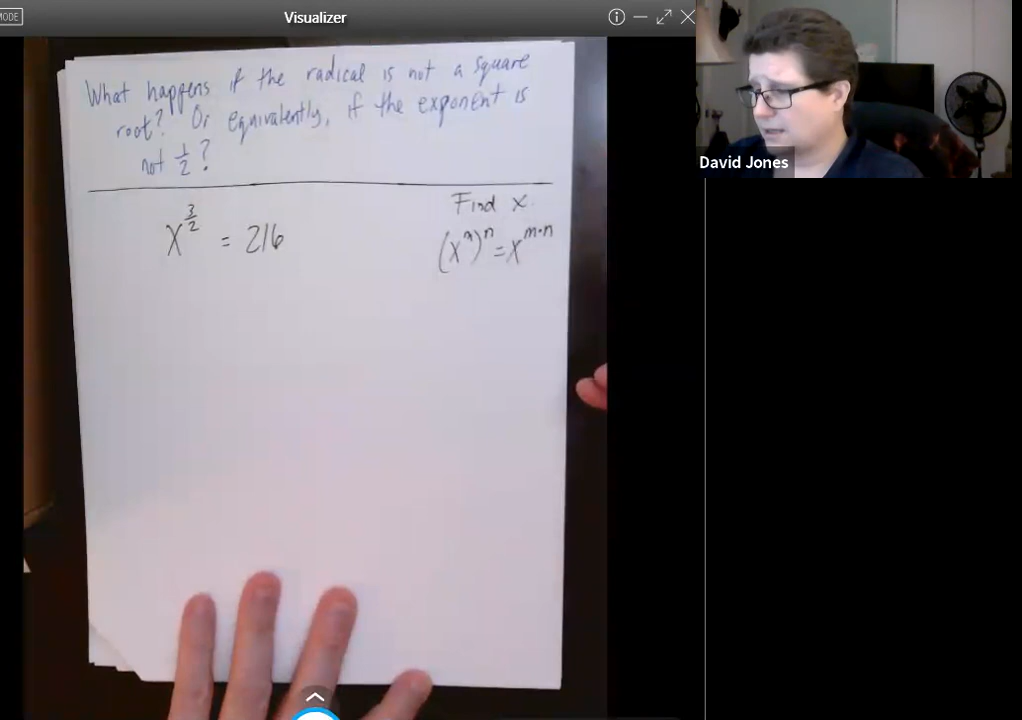 MODE
Visualizer
David Jones
What happens if the radical is not a square
root? Or equivalently, if the exponent is
not 1/2?
Find x
x^(3/2) = 216
(x^m)^n = x^(m·n)